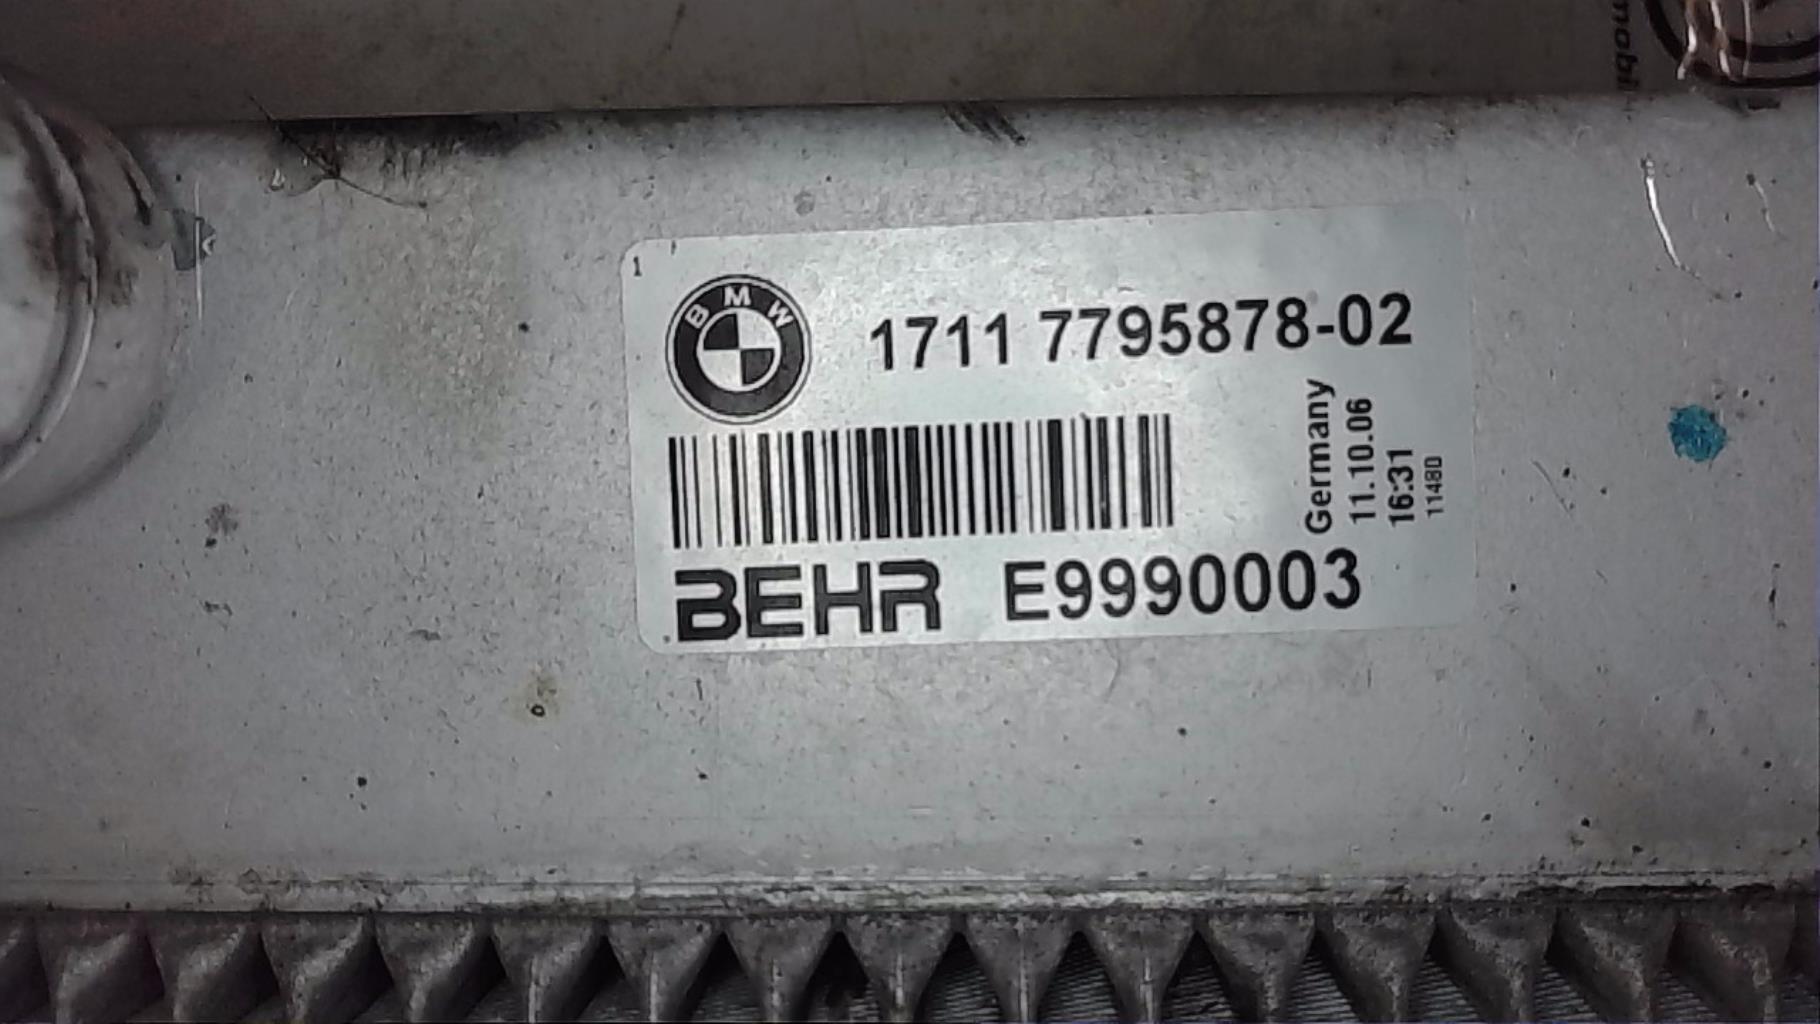 1
BMW
1711 7795878-02
Germany
11.10.06
16:31
11480
BEHR E9990003